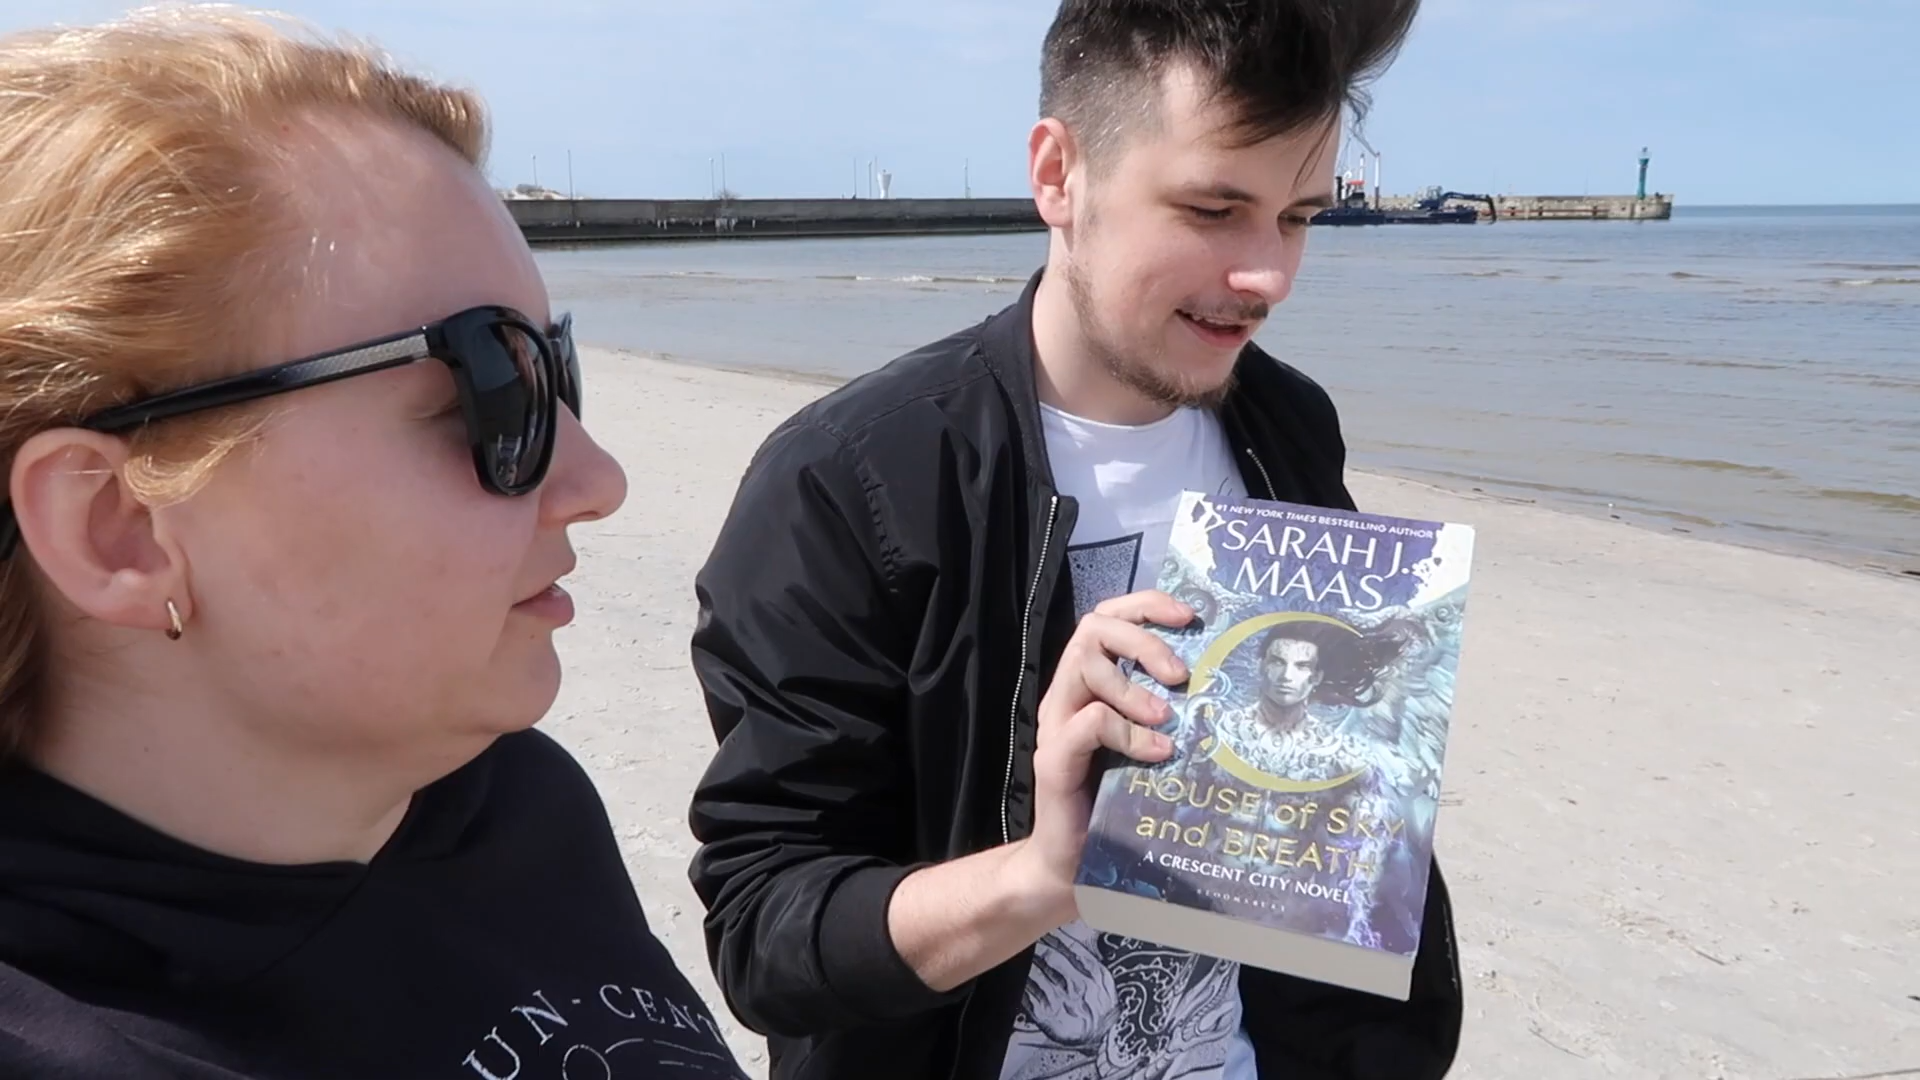 #1 NEW YORK TIMES BESTSELLING AUTHOR
SARAH J.
MAAS
HOUSE of SKY
and BREATH
A CRESCENT CITY NOVEL
BLOOMSBURY
UN-CENT